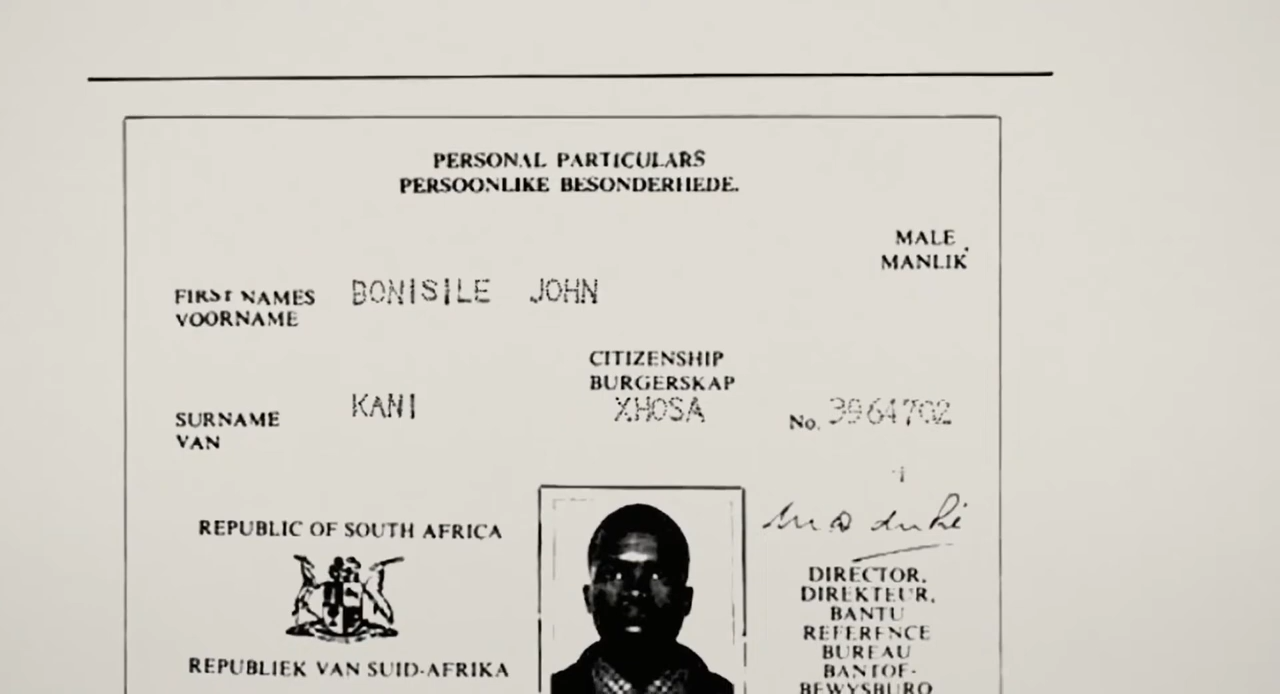 PERSONAL PARTICULARS
PERSOONLIKE BESONDERHEDE.
MALE
MANLIK
FIRST NAMES
VOORNAME
BONISILE JOHN
CITIZENSHIP
BURGERSKAP
XHOSA
SURNAME
VAN
KANI
No. 3964702
REPUBLIC OF SOUTH AFRICA
REPUBLIEK VAN SUID-AFRIKA
DIRECTOR,
DIREKTEUR,
BANTU
REFERENCE
BUREAU
BANTOE-
BEWYSBURO